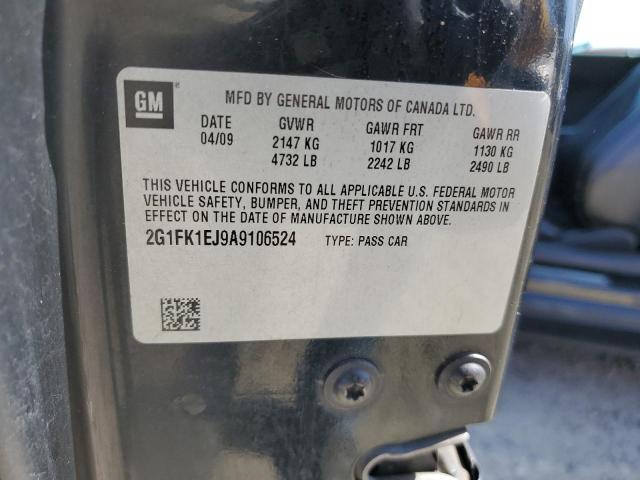 GM
MFD BY GENERAL MOTORS OF CANADA LTD.
DATE GVWR GAWR FRT GAWR RR
04/09 2147 KG 1017 KG 1130 KG
4732 LB 2242 LB 2490 LB
THIS VEHICLE CONFORMS TO ALL APPLICABLE U.S. FEDERAL MOTOR
VEHICLE SAFETY, BUMPER, AND THEFT PREVENTION STANDARDS IN
EFFECT ON THE DATE OF MANUFACTURE SHOWN ABOVE.
2G1FK1EJ9A9106524 TYPE: PASS CAR